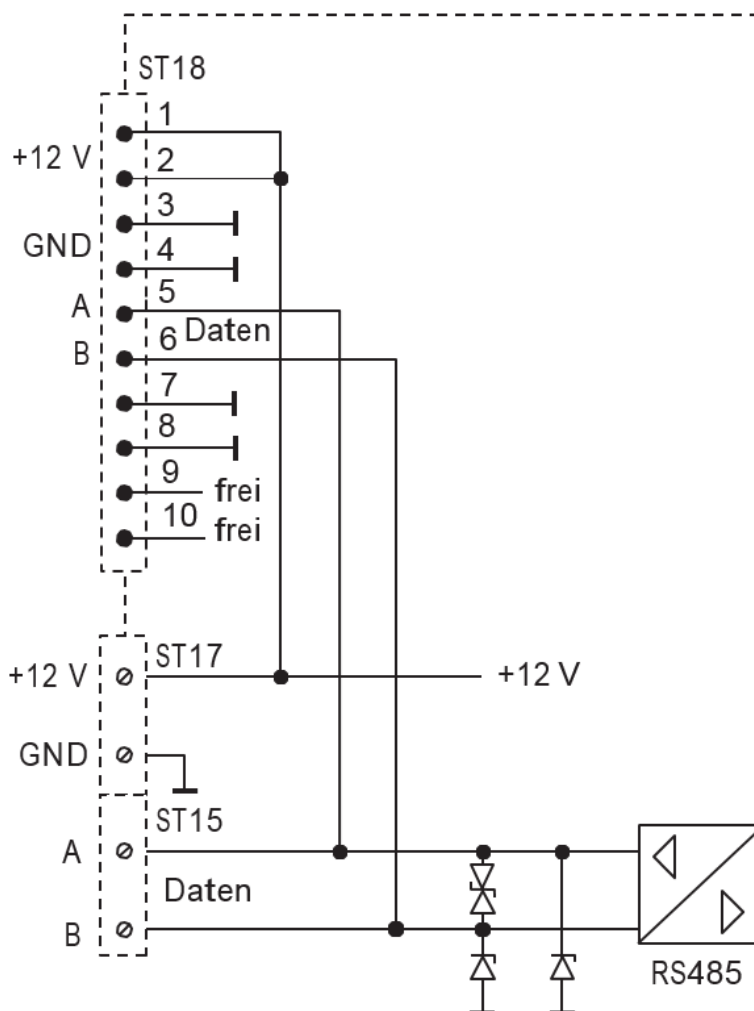 ST18
1
+12 V
2
3
GND
4
5
A
Daten
6
B
7
8
9
frei
10
frei
ST17
+12 V
+12 V
GND
ST15
A
Daten
B
RS485